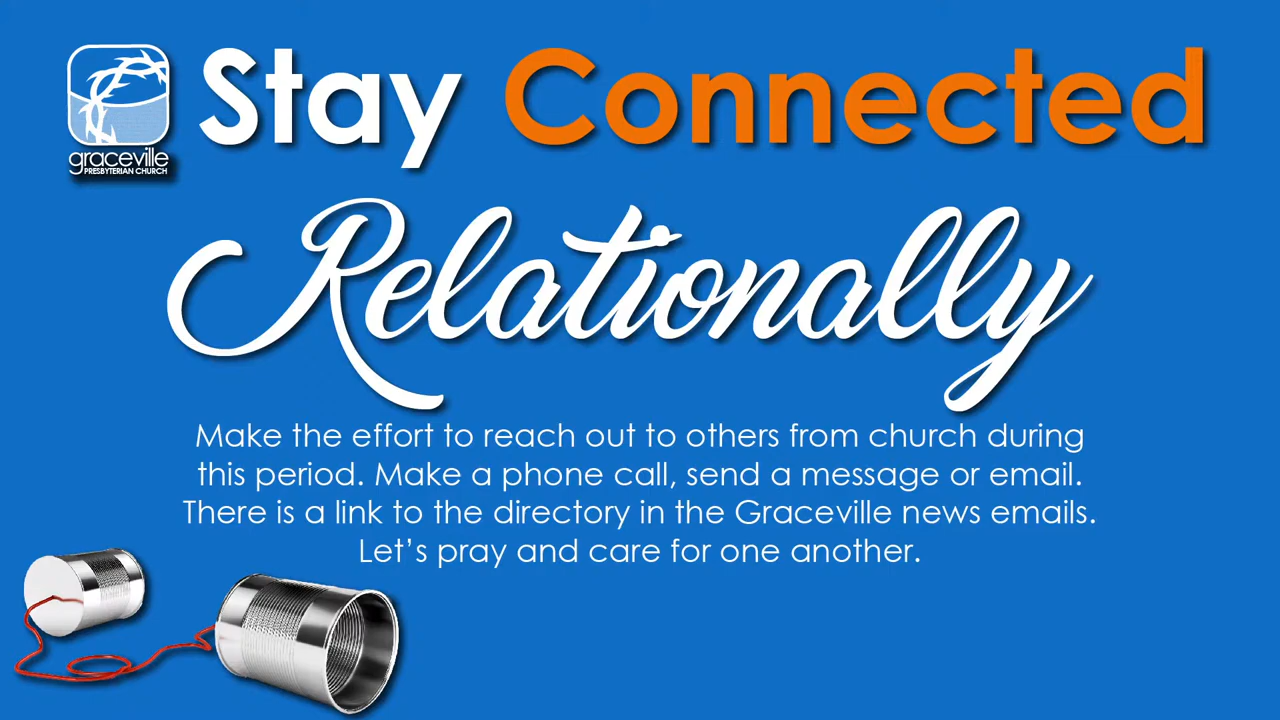 Stay Connected
graceville
PRESBYTERIAN CHURCH
Relationally
Make the effort to reach out to others from church during
this period. Make a phone call, send a message or email.
There is a link to the directory in the Graceville news emails.
Let’s pray and care for one another.